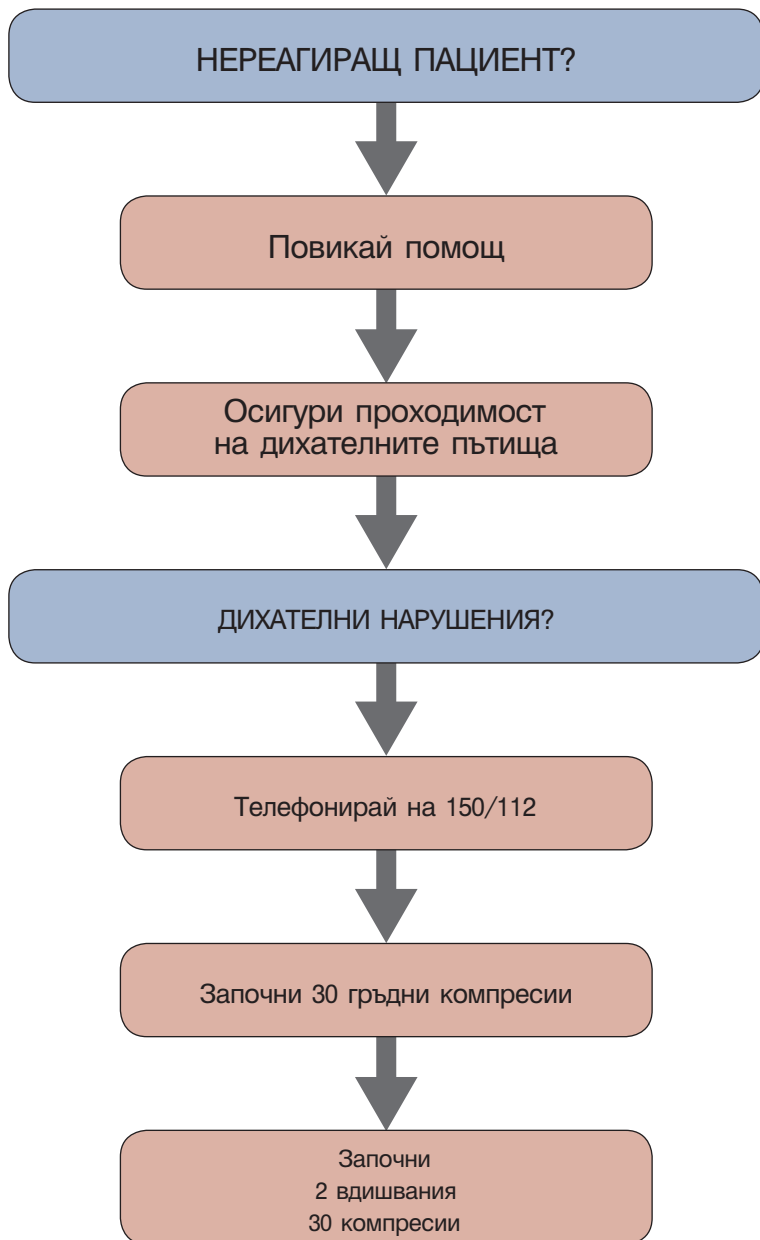 НЕРЕАГИРАЩ ПАЦИЕНТ?
Повикай помощ
Осигури проходимост
на дихателните пътища
ДИХАТЕЛНИ НАРУШЕНИЯ?
Телефонирай на 150/112
Започни 30 гръдни компресии
Започни
2 вдишвания
30 компресии